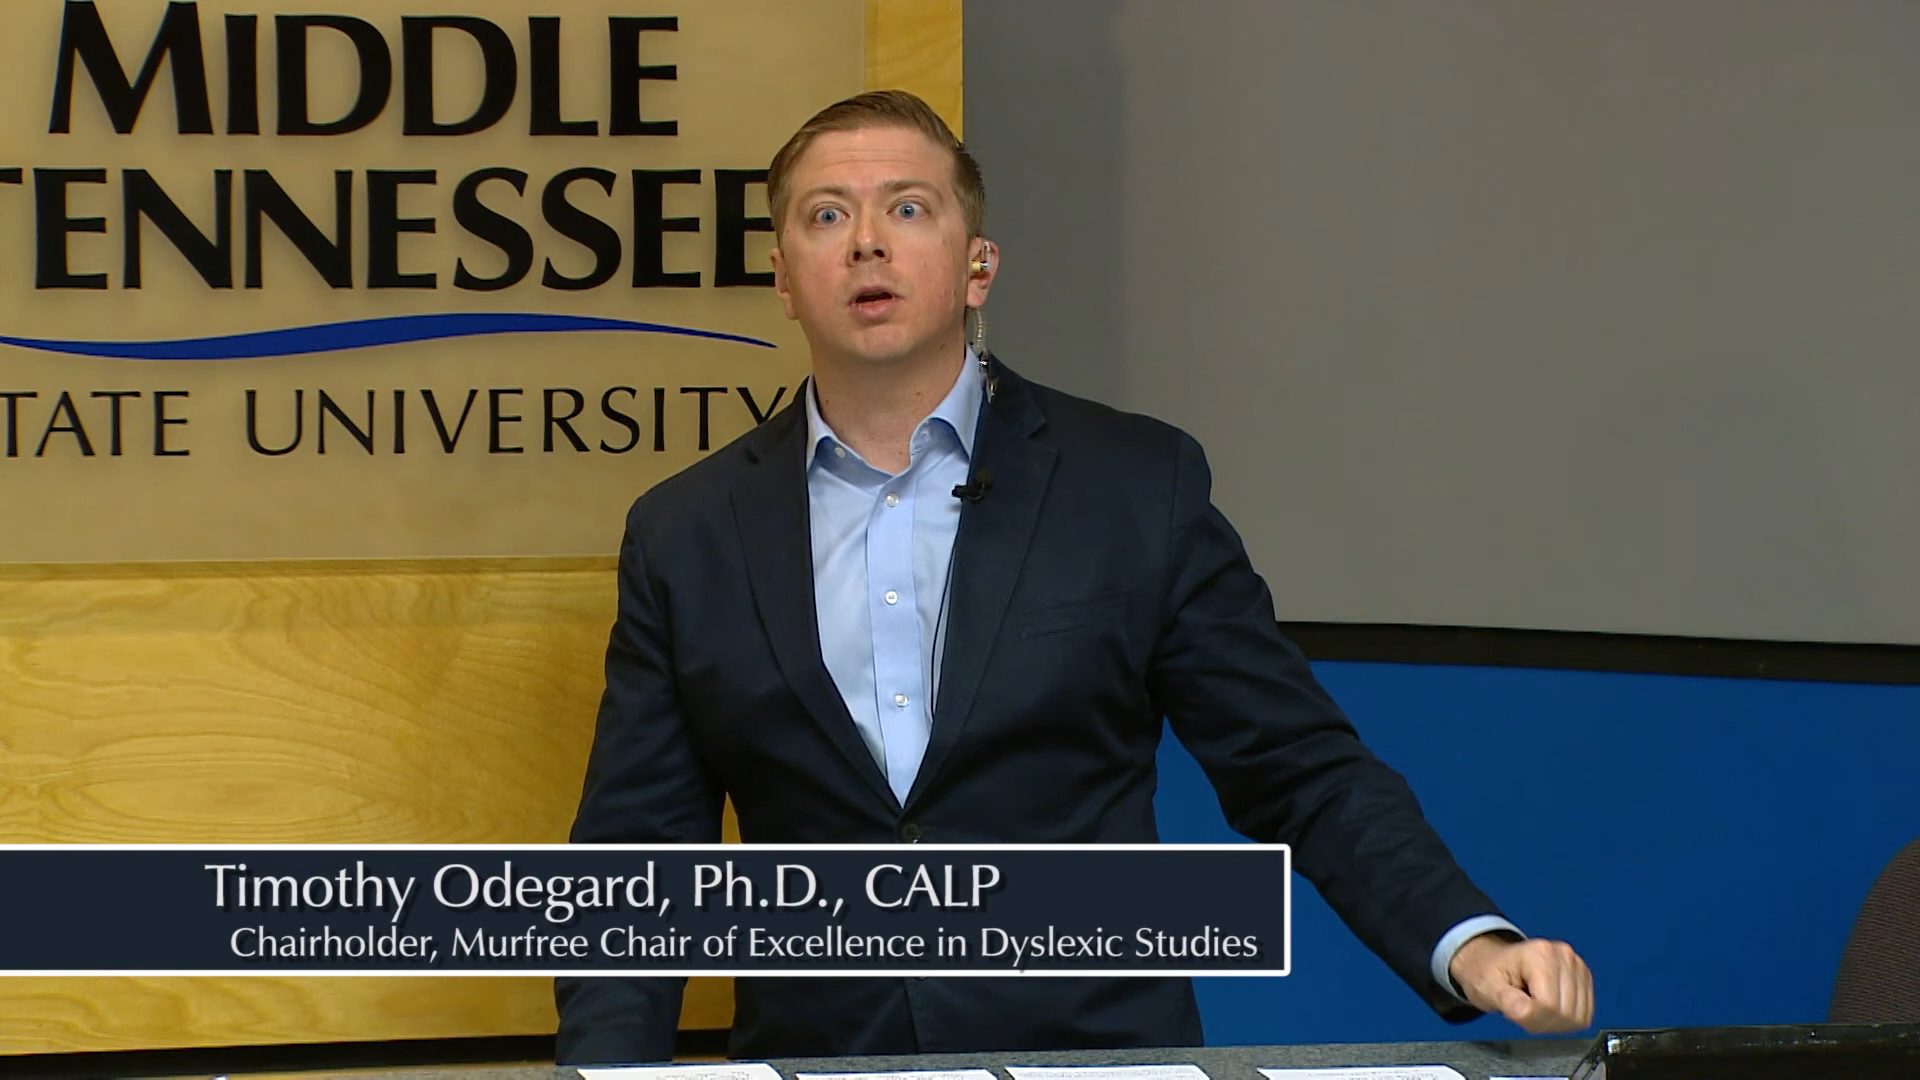 MIDDLE
TENNESSEE
TATE UNIVERSITY
Timothy Odegard, Ph.D., CALP
Chairholder, Murfree Chair of Excellence in Dyslexic Studies